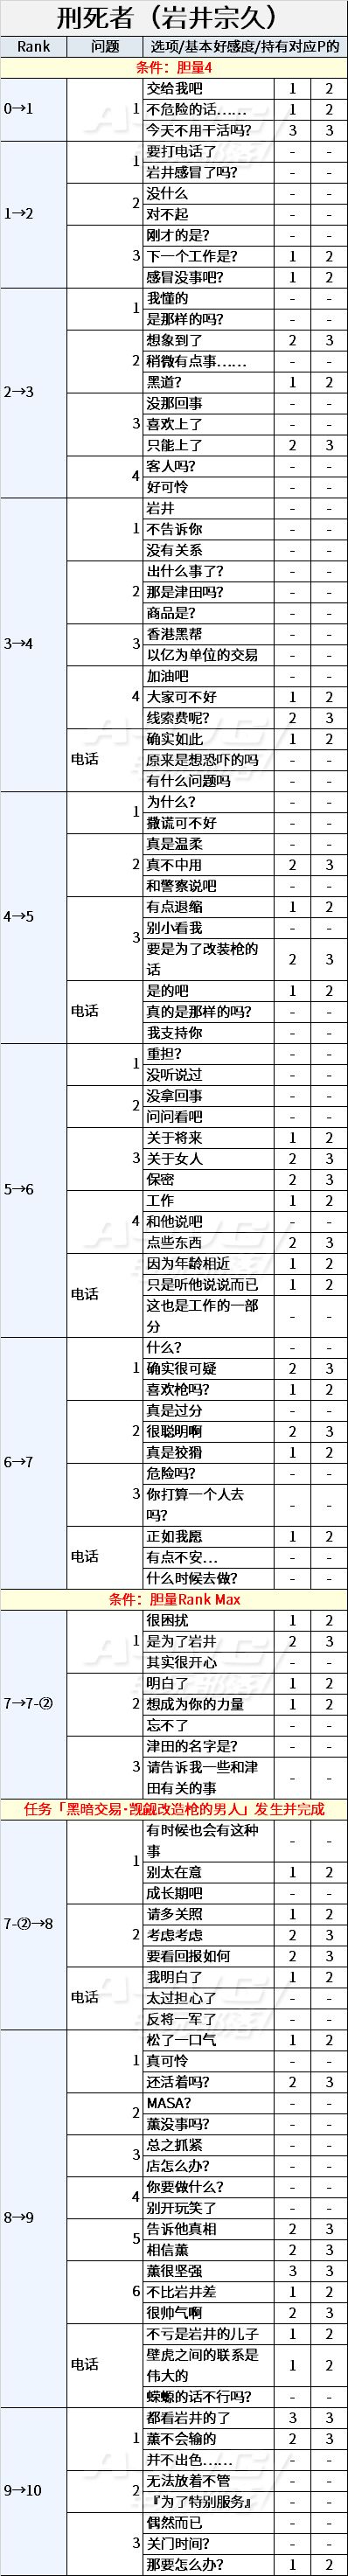 刑死者（岩井宗久）
Rank 问题 选项/基本好感度/持有对应P的
条件：胆量4
0→1 1 交给我吧 1 2
不危险的话…… 1 2
今天不用干活吗？ 3 3
1→2 1 要打电话了 - -
岩井感冒了吗？ - -
2 没什么 - -
对不起 - -
3 刚才的是？ - -
下一个工作是？ 1 2
感冒没事吧？ 1 2
2→3 1 我懂的 - -
是那样的吗？ - -
2 想象到了 2 3
稍微有点事…… - -
黑道？ 1 2
3 没那回事 - -
喜欢上了 - -
只能上了 2 3
4 客人吗？ - -
好可怜 - -
3→4 1 岩井 - -
不告诉你 - -
没有关系 - -
2 出什么事了？ - -
那是津田吗？ - -
商品是？ - -
3 香港黑帮 - -
以亿为单位的交易 - -
4 加油吧 - -
大家可不好 1 2
线索费呢？ 2 3
电话 确实如此 1 2
原来是想恐吓的吗 - -
有什么问题吗 - -
4→5 1 为什么？ - -
撒谎可不好 - -
2 真是温柔 - -
真不中用 2 3
和警察说吧 - -
3 有点退缩 1 2
别小看我 - -
要是为了改装枪的
话 2 3
电话 是的吧 1 2
真的是那样的吗？ - -
我支持你 - -
5→6 1 重担？ - -
没听说过 - -
2 没拿回事 - -
问问看吧 - -
3 关于将来 1 2
关于女人 2 3
保密 2 3
4 工作 1 2
和他说吧 - -
点些东西 2 3
电话 因为年龄相近 1 2
只是听他说说而已 1 2
这也是工作的一部
分 - -
6→7 1 什么？ - -
确实很可疑 2 3
喜欢枪吗？ 1 2
2 真是过分 - -
很聪明啊 2 3
真是狡猾 1 2
3 危险吗？ - -
你打算一个人去
吗？ - -
电话 正如我愿 1 2
有点不安… - -
什么时候去做？ - -
条件：胆量Rank Max
7→7-② 1 很困扰 1 2
是为了岩井 2 3
其实很开心 - -
2 明白了 1 2
想成为你的力量 1 2
忘不了 - -
3 津田的名字是？ - -
请告诉我一些和津
田有关的事 - -
任务「黑暗交易·觊觎改造枪的男人」发生并完成
7-②→8 1 有时候也会有这种
事 - -
别太在意 1 2
成长期吧 - -
2 请多关照 1 2
考虑考虑 2 3
要看回报如何 2 3
电话 我明白了 1 2
太过担心了 - -
反将一军了 - -
8→9 1 松了一口气 1 2
真可怜 - -
还活着吗？ 2 3
2 MASA？ - -
薰没事吗？ - -
3 总之抓紧 - -
店怎么办？ - -
4 你要做什么？ - -
别开玩笑了 - -
5 告诉他真相 2 3
相信薰 2 3
6 薰很坚强 3 3
不比岩井差 1 2
很帅气啊 2 3
电话 不亏是岩井的儿子 1 2
壁虎之间的联系是
伟大的 1 2
蝾螈的话不行吗？ - -
9→10 1 都看岩井的了 3 3
薰不会输的 2 3
并不出色…… - -
2 无法放着不管 - -
『为了特别服务』 - -
3 偶然而已 - -
关门时间？ - -
那要怎么办？ 1 2